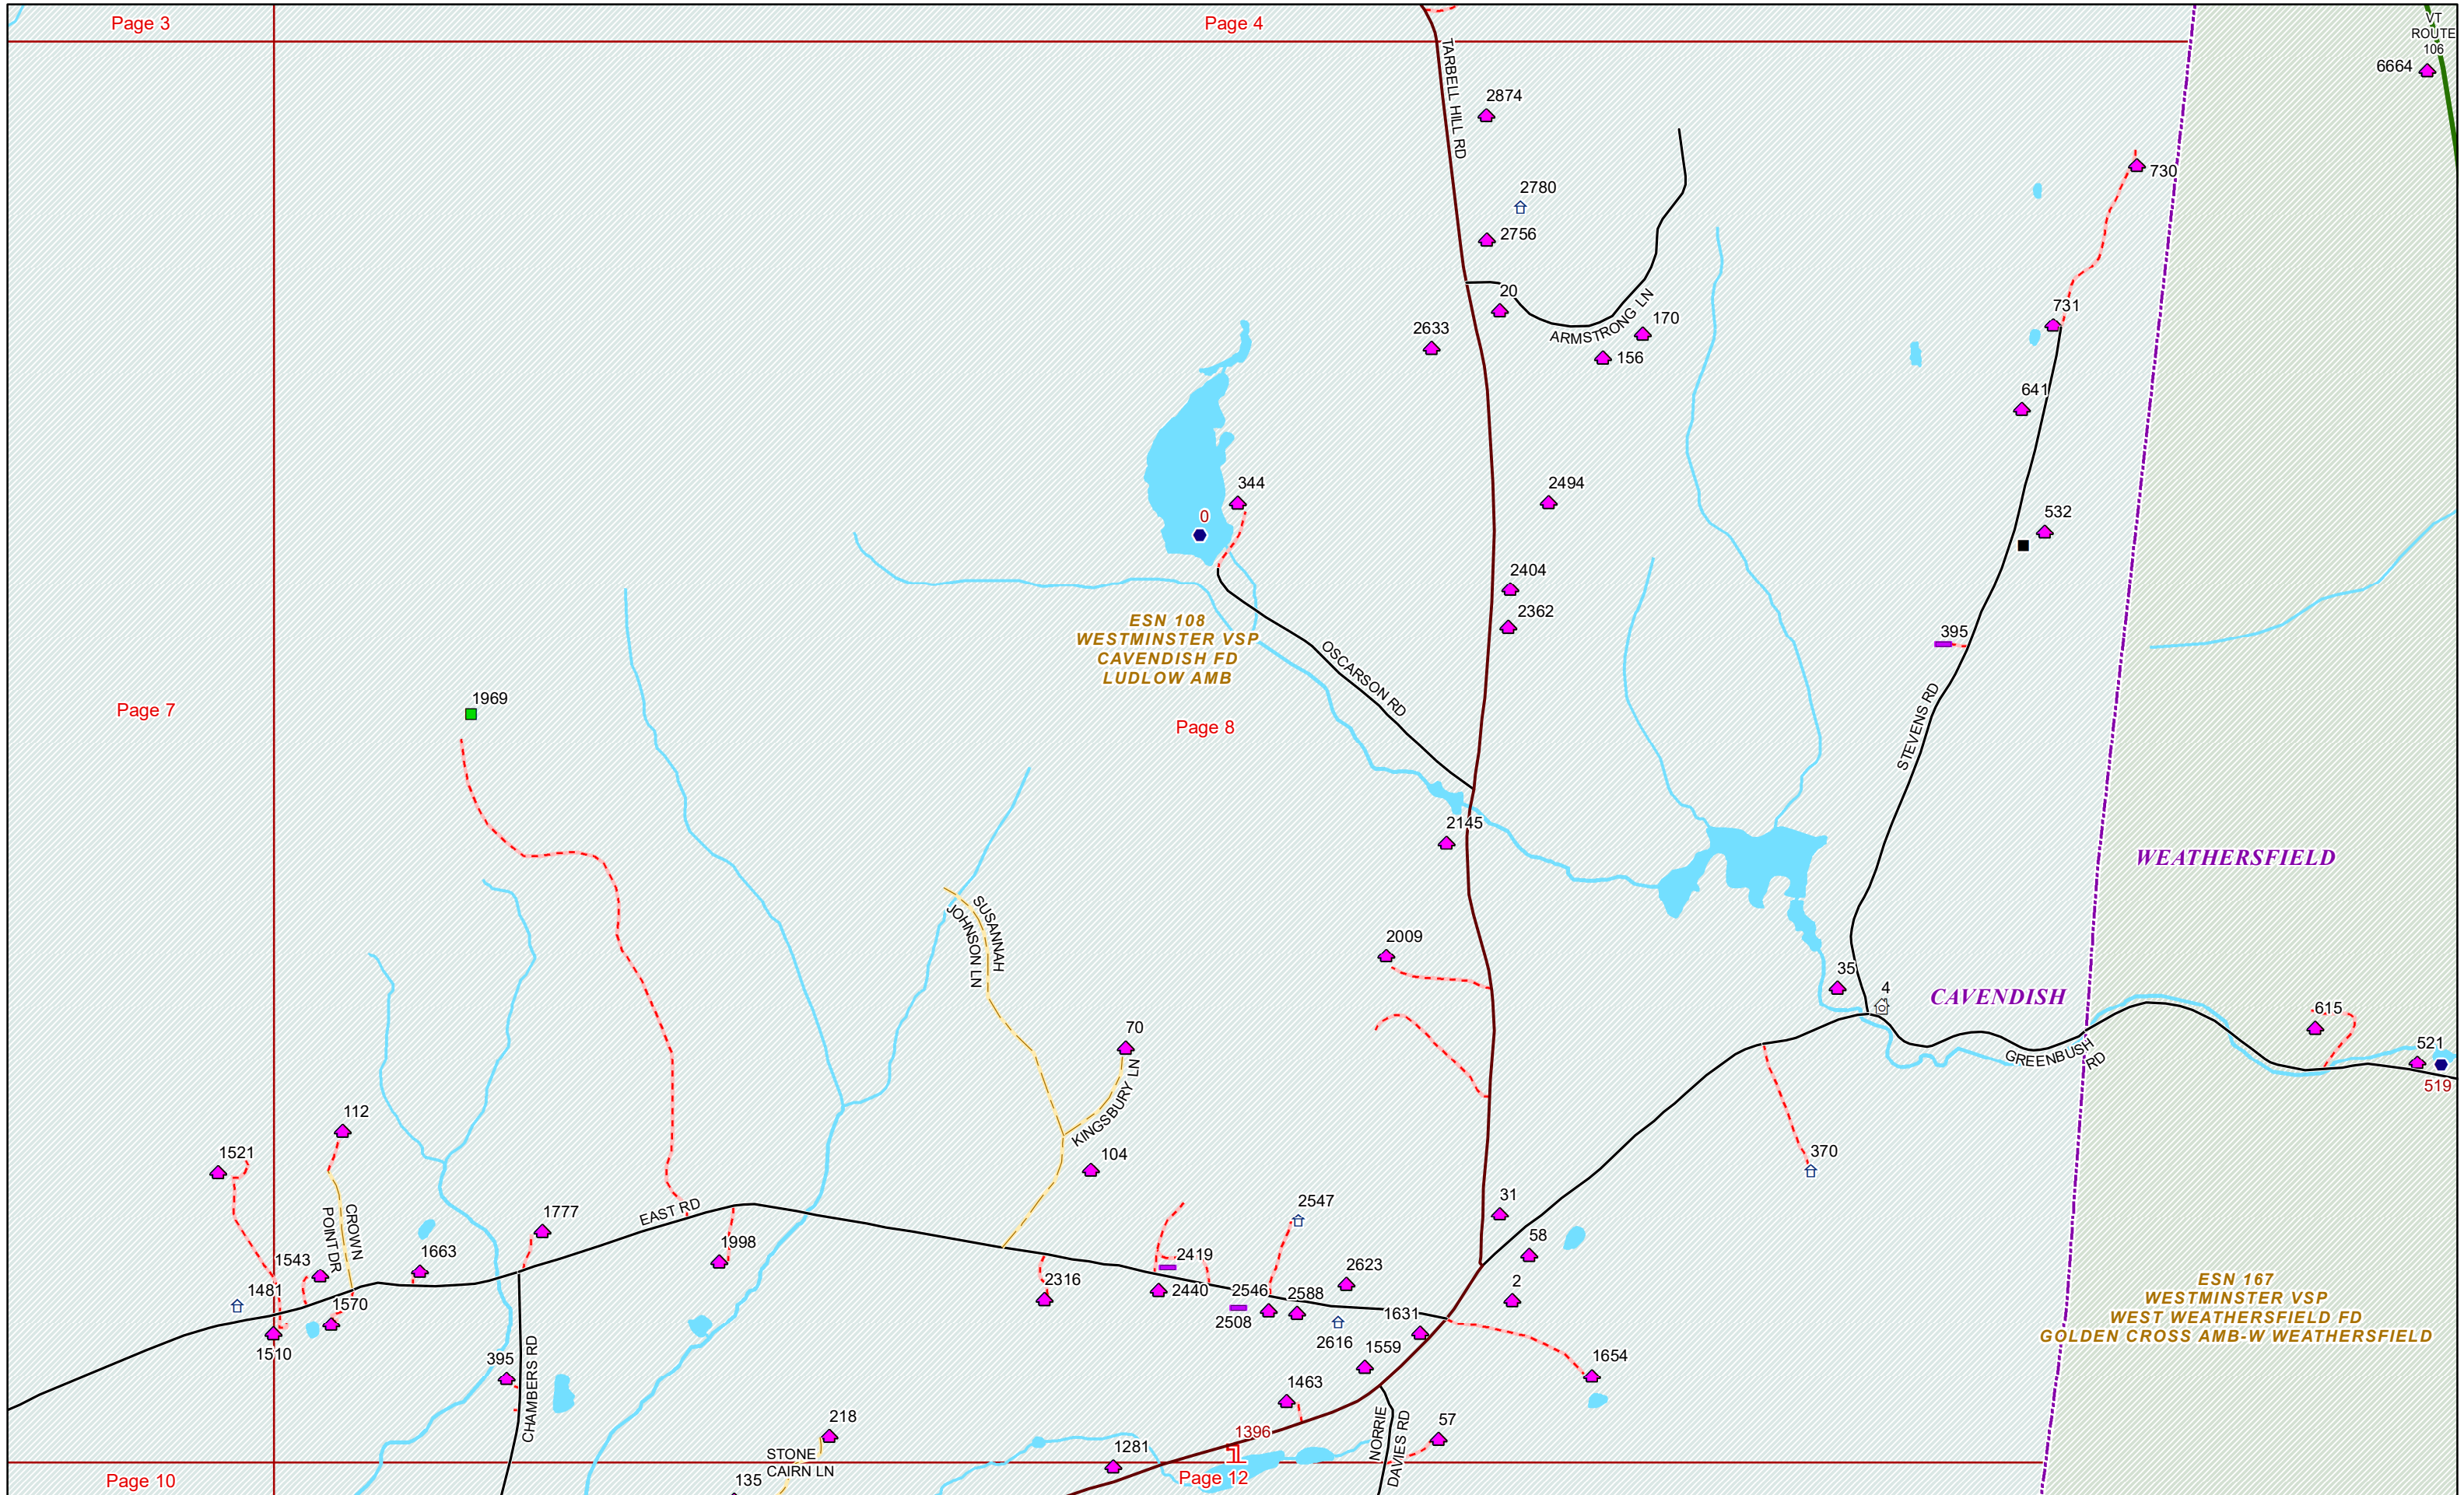 Page 3
Page 4
VT
ROUTE
106
6664
TARBELL HILL RD
2874
730
2780
2756
20
731
2633
ARMSTRONG LN
170
156
641
344
2494
0
532
2404
ESN 108
WESTMINSTER VSP
CAVENDISH FD
LUDLOW AMB
2362
395
OSCARSON RD
1969
Page 7
Page 8
STEVENS RD
2145
WEATHERSFIELD
SUSANNAH
JOHNSON LN
2009
35
4
CAVENDISH
615
70
GREENBUSH
RD
521
519
KINGSBURY LN
112
1521
104
370
CROWN
POINT DR
1777
EAST RD
2547
31
1998
58
1543
1663
2419
2623
2316
2440
2546
2588
2
1481
1570
2508
1631
2616
1559
1510
ESN 167
WESTMINSTER VSP
WEST WEATHERSFIELD FD
GOLDEN CROSS AMB-W WEATHERSFIELD
395
CHAMBERS RD
1654
1463
218
1396
NORRIE
DAVIES RD
57
STONE
CAIRN LN
1281
Page 10
135
Page 12